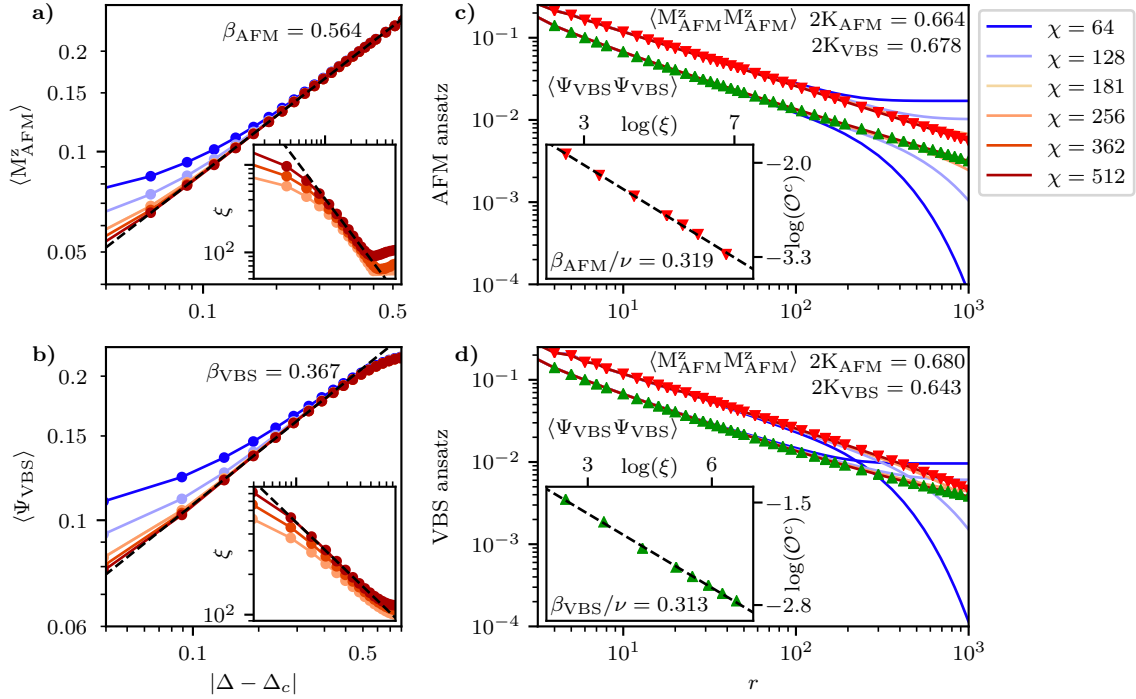 a)
β_AFM = 0.564
⟨M^z_AFM⟩
0.2
0.15
0.1
0.05
ξ
10²
0.1
0.5
b)
β_VBS = 0.367
⟨Ψ_VBS⟩
0.2
0.15
0.1
0.06
ξ
10²
0.1
0.5
|Δ − Δ_c|
c)
⟨M^z_AFM M^z_AFM⟩ 2K_AFM = 0.664
2K_VBS = 0.678
⟨Ψ_VBS Ψ_VBS⟩
AFM ansatz
10⁻¹
10⁻²
10⁻³
10⁻⁴
3
log(ξ)
7
−2.0
log(𝒪ᶜ)
−3.3
β_AFM/ν = 0.319
10¹
10²
10³
d)
⟨M^z_AFM M^z_AFM⟩ 2K_AFM = 0.680
2K_VBS = 0.643
⟨Ψ_VBS Ψ_VBS⟩
VBS ansatz
10⁻¹
10⁻²
10⁻³
10⁻⁴
3
log(ξ)
6
−1.5
log(𝒪ᶜ)
−2.8
β_VBS/ν = 0.313
10¹
10²
10³
r
χ = 64
χ = 128
χ = 181
χ = 256
χ = 362
χ = 512